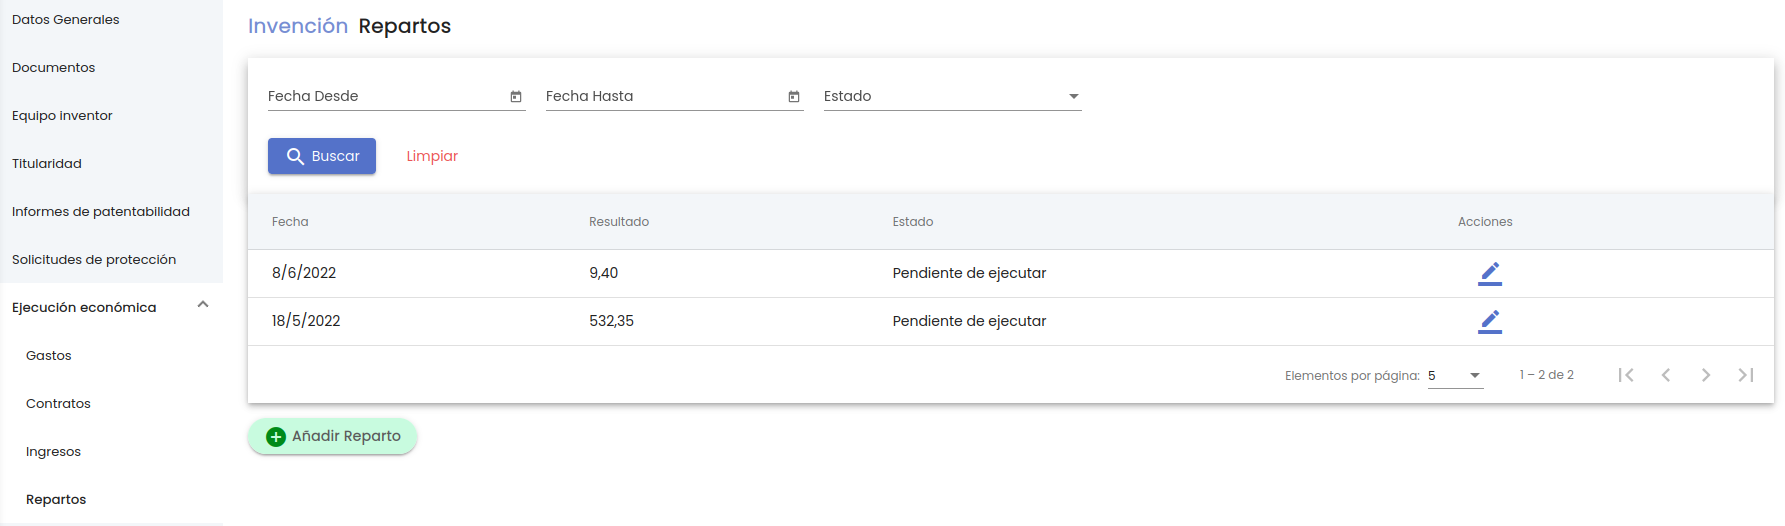 Datos Generales
Documentos
Equipo inventor
Titularidad
Informes de patentabilidad
Solicitudes de protección
Ejecución económica
Gastos
Contratos
Ingresos
Repartos
Invención Repartos
Fecha Desde
Fecha Hasta
Estado
Buscar
Limpiar
Fecha Resultado Estado Acciones
8/6/2022 9,40 Pendiente de ejecutar
18/5/2022 532,35 Pendiente de ejecutar
Elementos por página: 5 1 – 2 de 2
Añadir Reparto